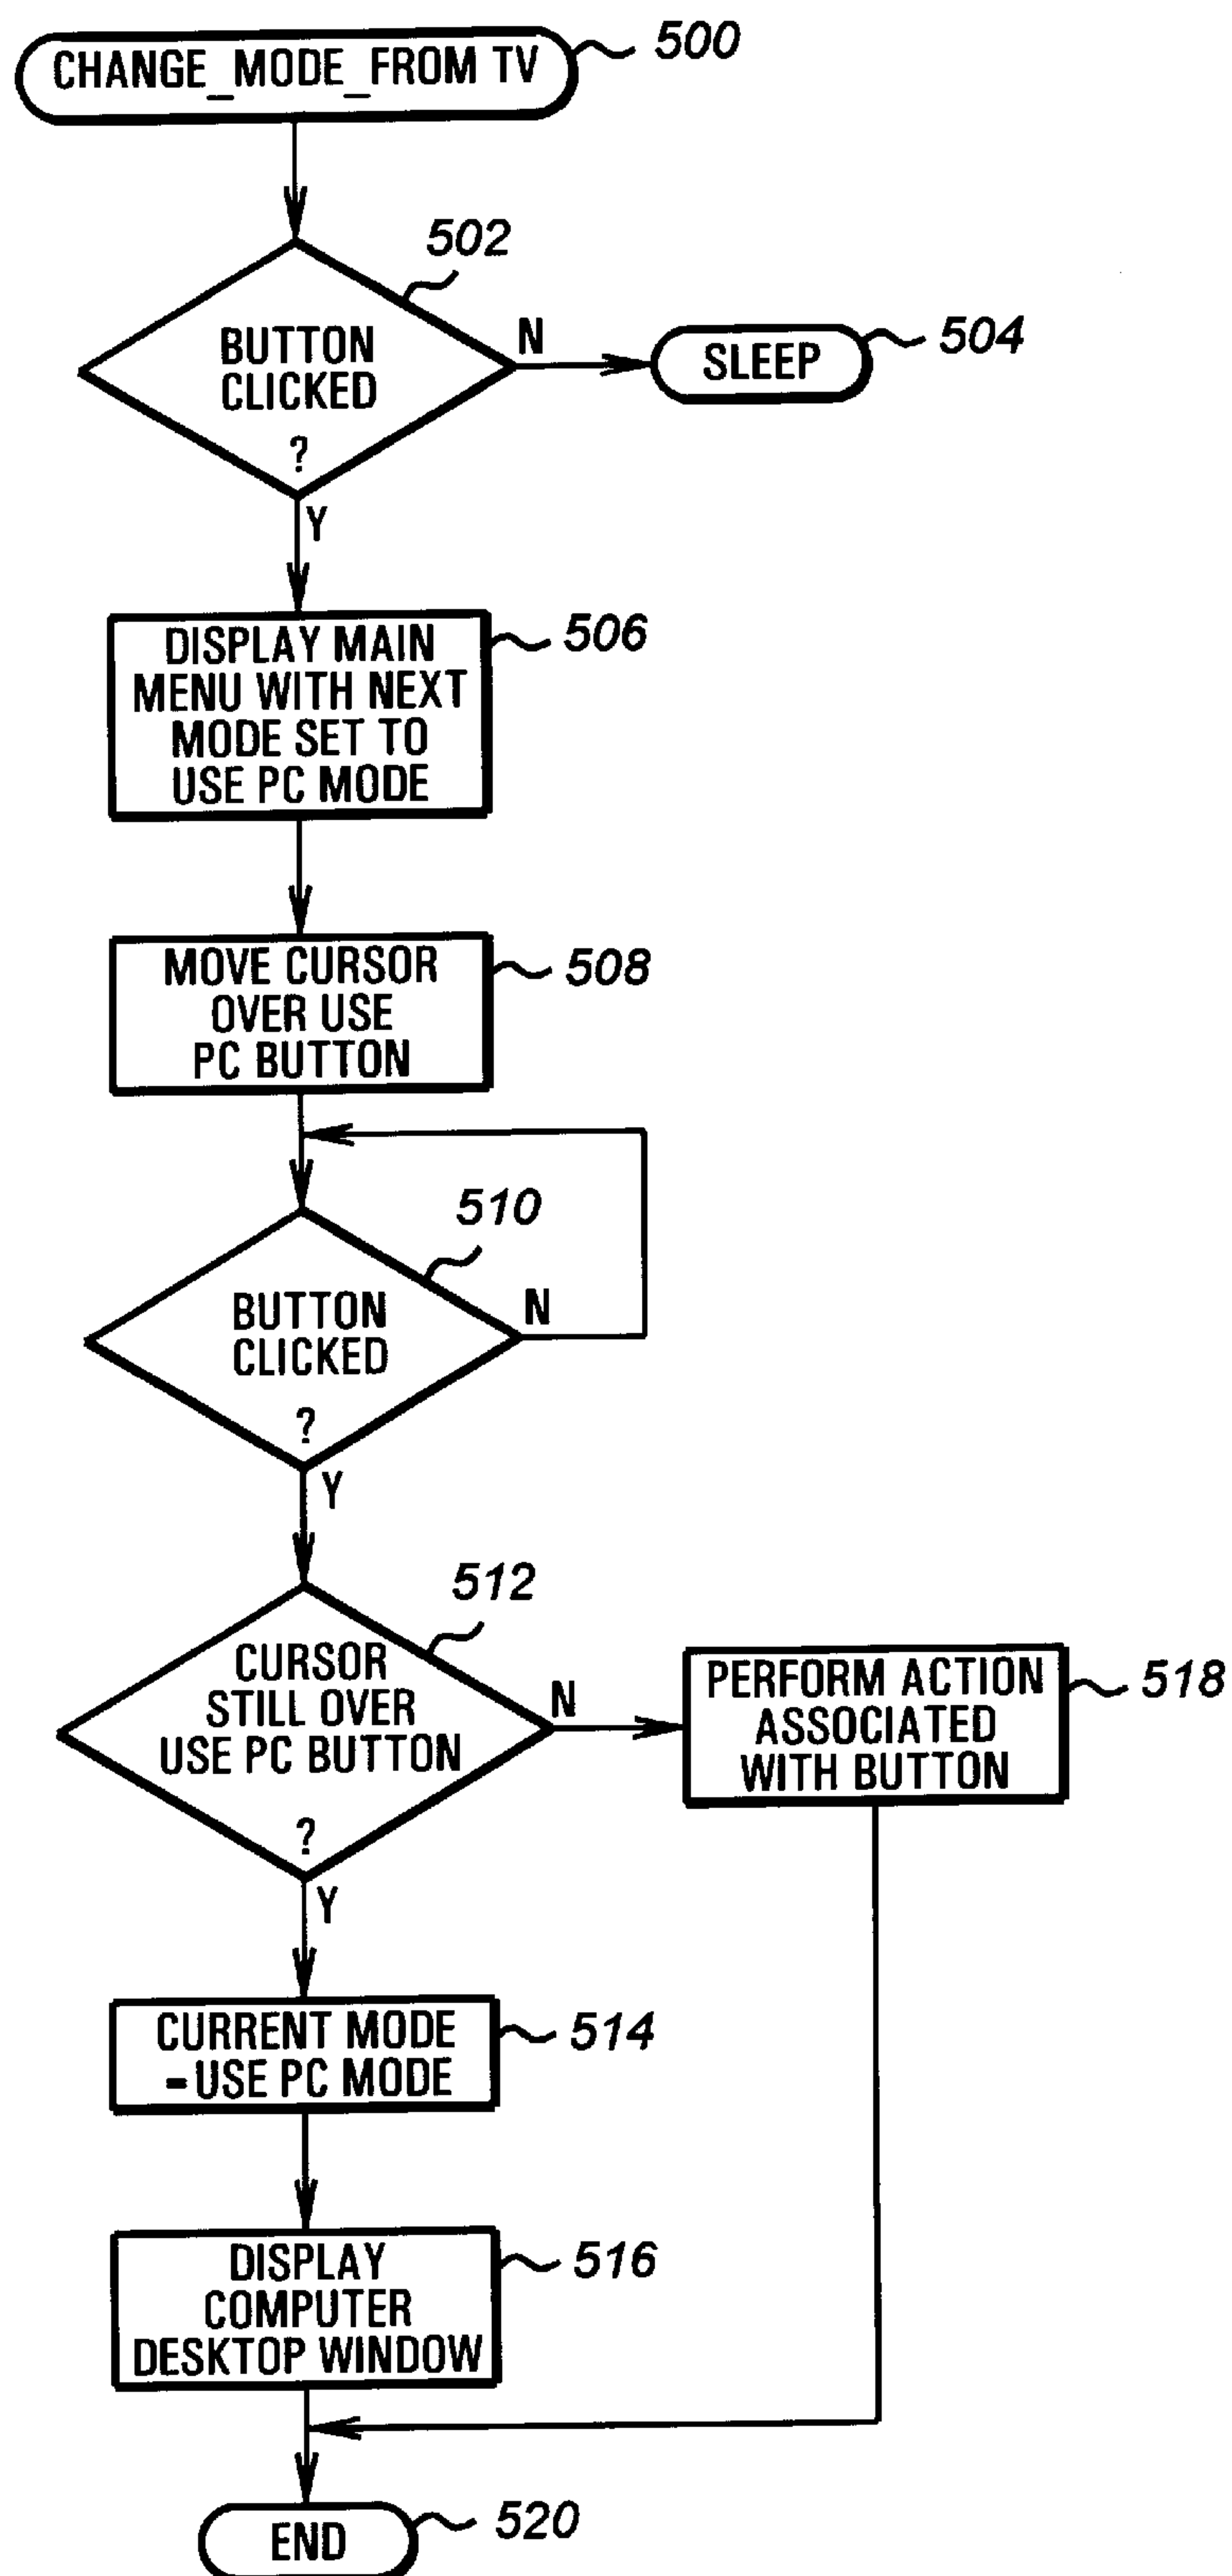 CHANGE_MODE_FROM TV
500
502
BUTTON
CLICKED
?
N
SLEEP
504
Y
DISPLAY MAIN
MENU WITH NEXT
MODE SET TO
USE PC MODE
506
MOVE CURSOR
OVER USE
PC BUTTON
508
510
BUTTON
CLICKED
?
N
Y
512
CURSOR
STILL OVER
USE PC BUTTON
?
N
PERFORM ACTION
ASSOCIATED
WITH BUTTON
518
Y
CURRENT MODE
=USE PC MODE
514
DISPLAY
COMPUTER
DESKTOP WINDOW
516
END
520